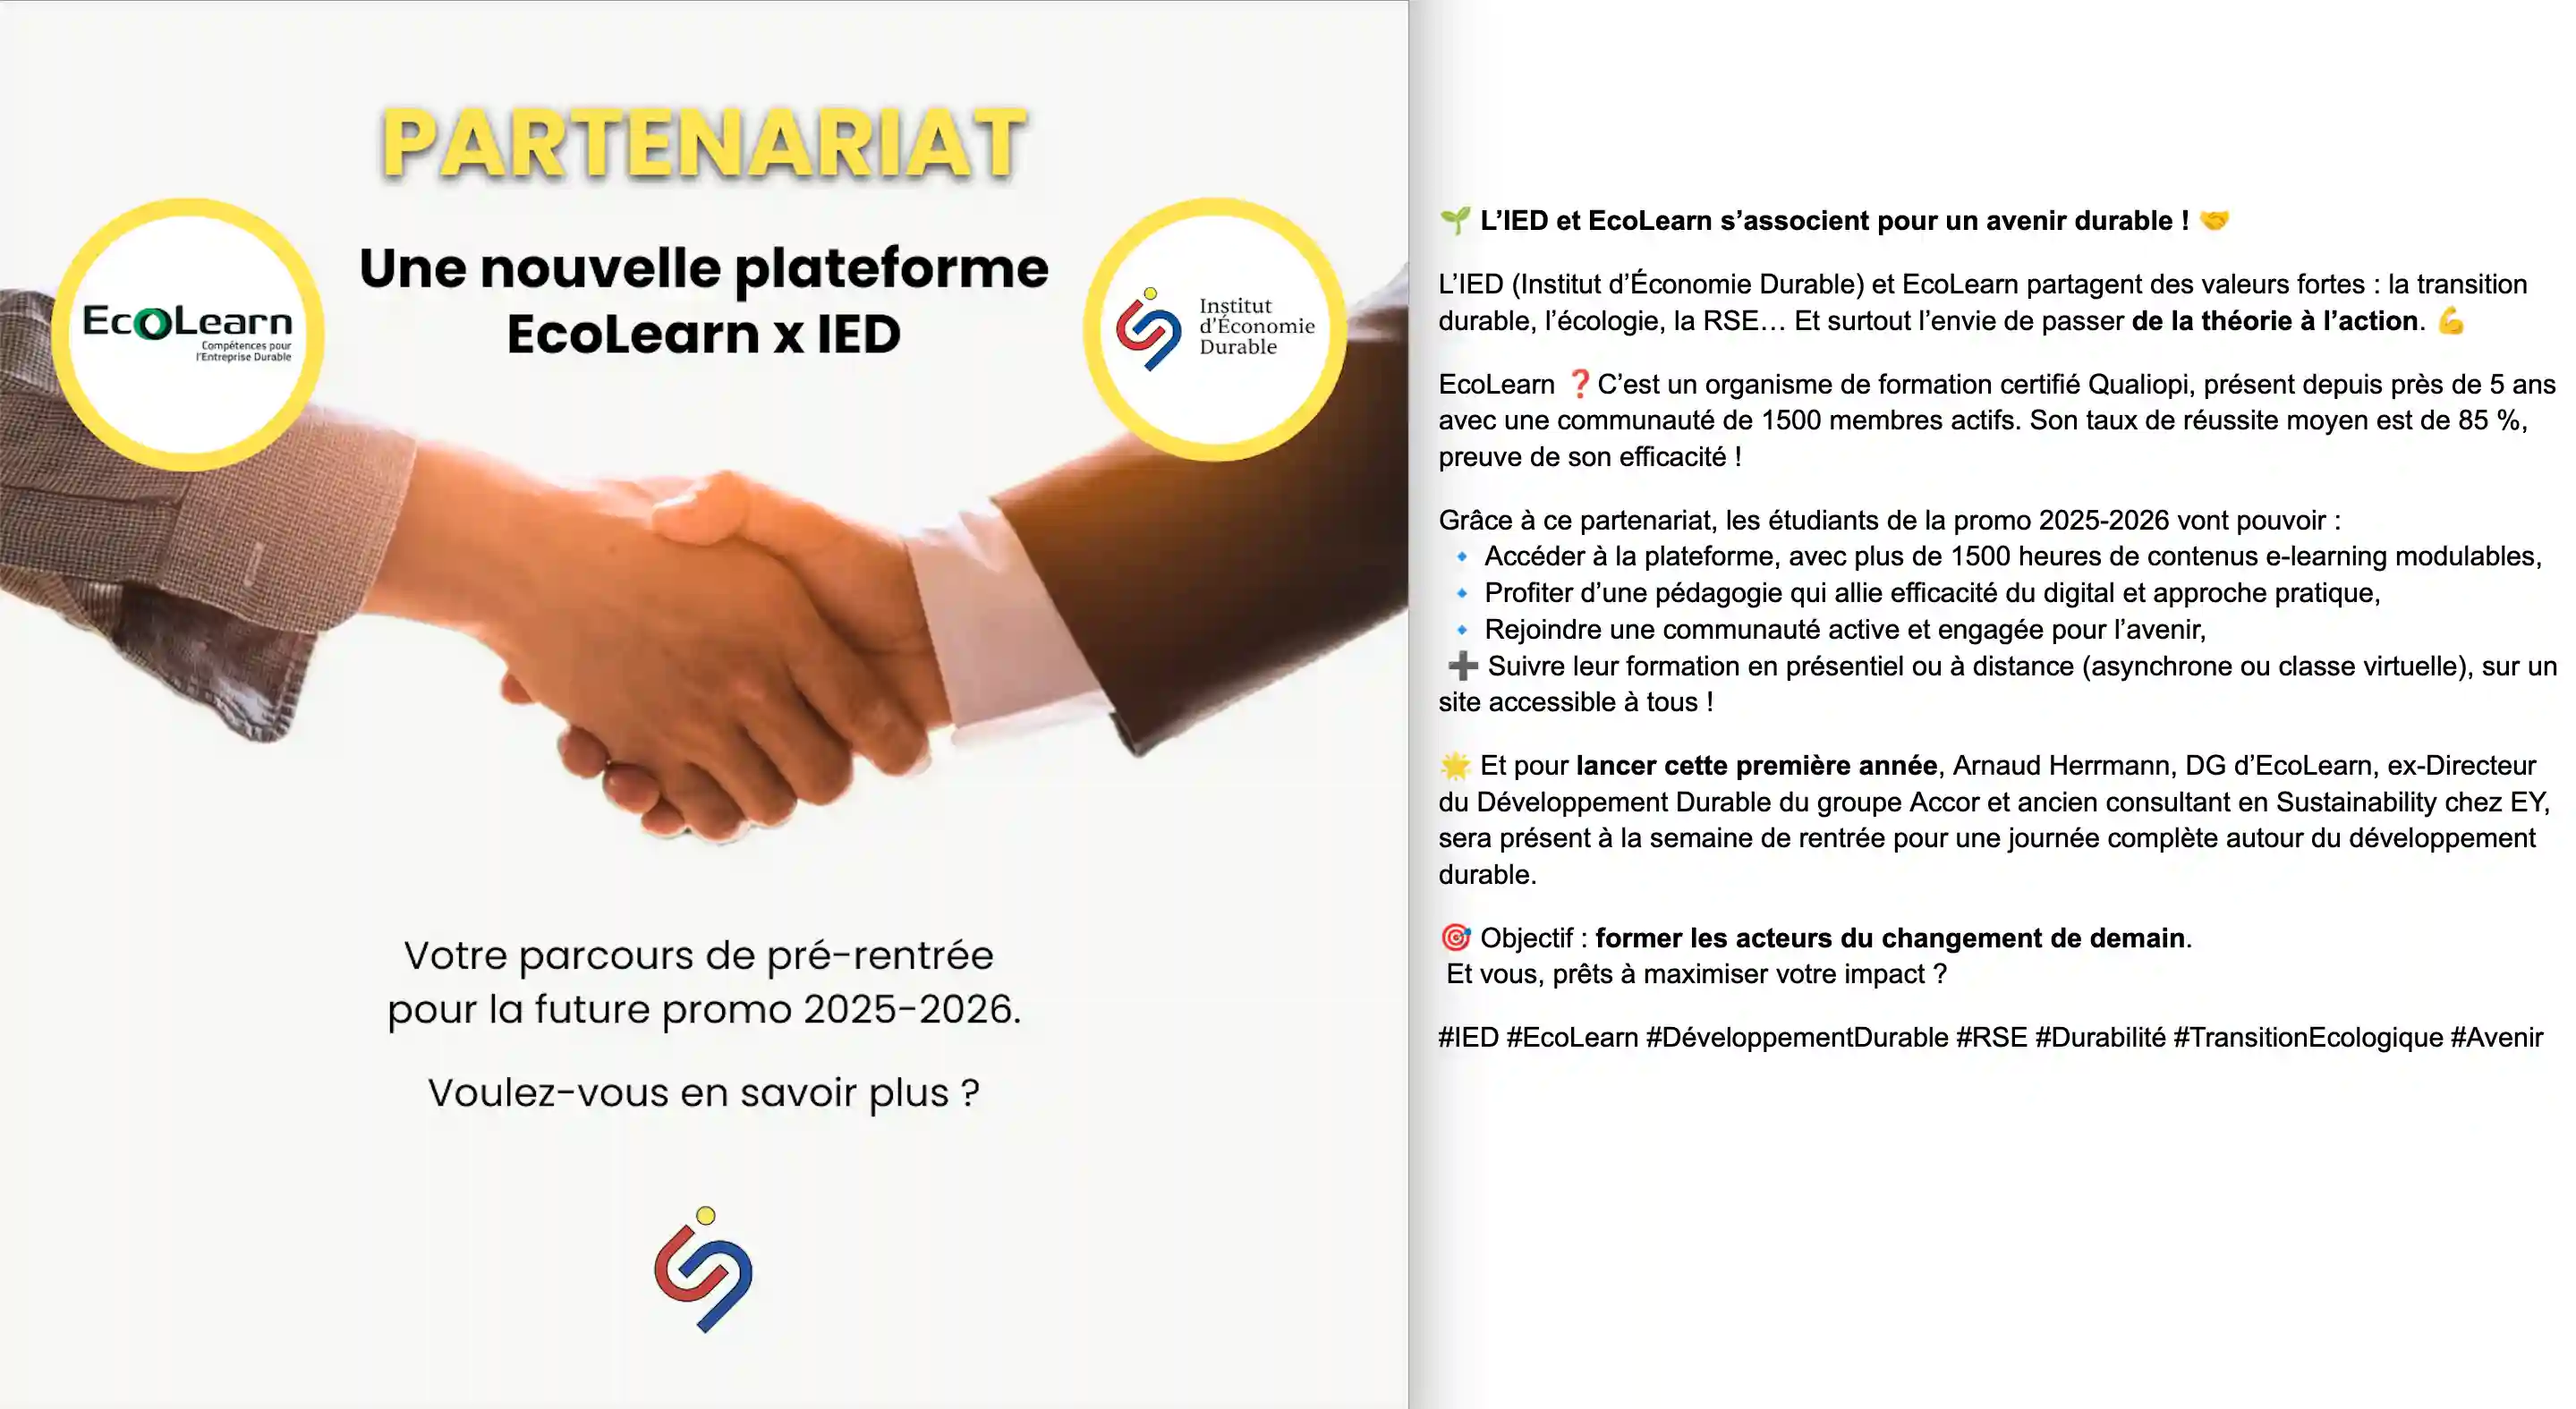 PARTENARIAT
Une nouvelle plateforme
EcoLearn x IED
EcoLearn
Compétences pour
l'Entreprise Durable
Institut
d'Économie
Durable
Votre parcours de pré-rentrée
pour la future promo 2025-2026.
Voulez-vous en savoir plus ?
🌱 L’IED et EcoLearn s’associent pour un avenir durable ! 🤝
L’IED (Institut d’Économie Durable) et EcoLearn partagent des valeurs fortes : la transition
durable, l’écologie, la RSE… Et surtout l’envie de passer de la théorie à l’action. 💪
EcoLearn ❓C’est un organisme de formation certifié Qualiopi, présent depuis près de 5 ans
avec une communauté de 1500 membres actifs. Son taux de réussite moyen est de 85 %,
preuve de son efficacité !
Grâce à ce partenariat, les étudiants de la promo 2025-2026 vont pouvoir :
🔹 Accéder à la plateforme, avec plus de 1500 heures de contenus e-learning modulables,
🔹 Profiter d’une pédagogie qui allie efficacité du digital et approche pratique,
🔹 Rejoindre une communauté active et engagée pour l’avenir,
➕ Suivre leur formation en présentiel ou à distance (asynchrone ou classe virtuelle), sur un
site accessible à tous !
🌟 Et pour lancer cette première année, Arnaud Herrmann, DG d’EcoLearn, ex-Directeur
du Développement Durable du groupe Accor et ancien consultant en Sustainability chez EY,
sera présent à la semaine de rentrée pour une journée complète autour du développement
durable.
🎯 Objectif : former les acteurs du changement de demain.
Et vous, prêts à maximiser votre impact ?
#IED #EcoLearn #DéveloppementDurable #RSE #Durabilité #TransitionEcologique #Avenir